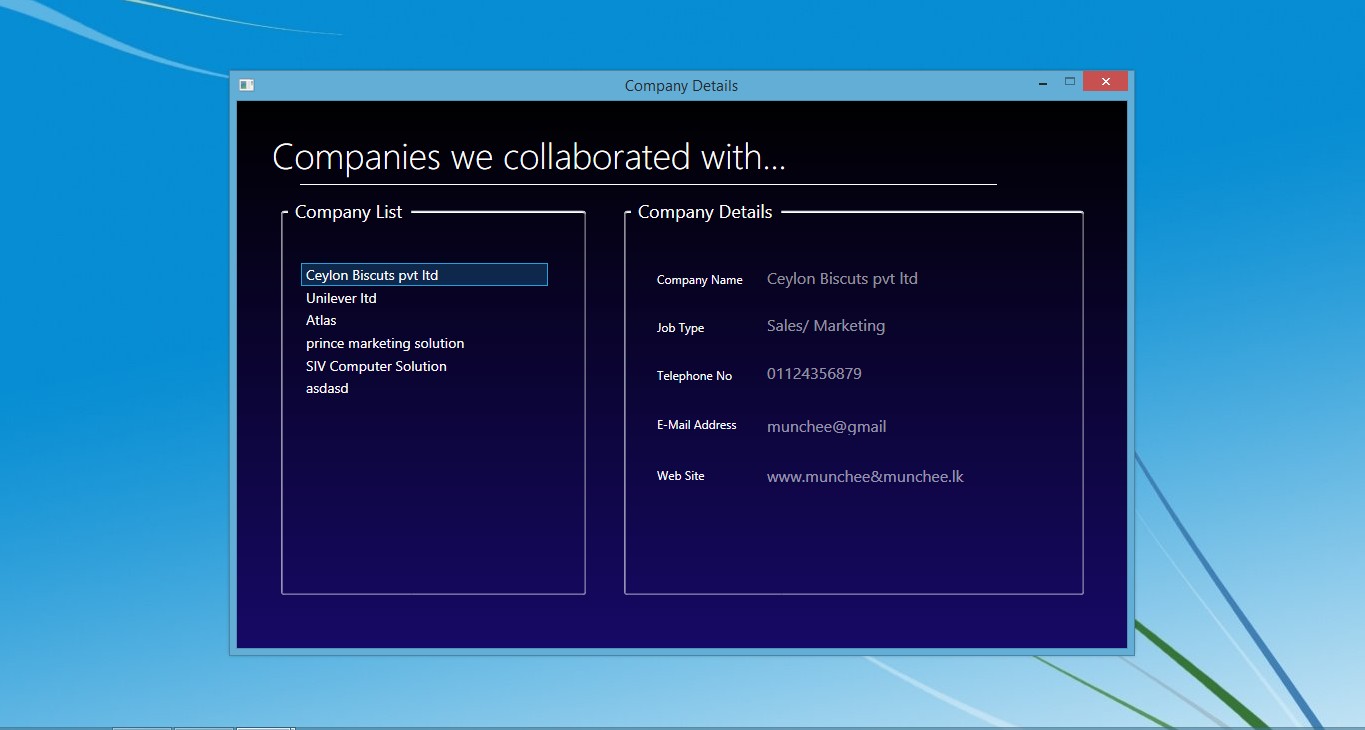 Company Details
Companies we collaborated with...
Company List
Ceylon Biscuts pvt ltd
Unilever ltd
Atlas
prince marketing solution
SIV Computer Solution
asdasd
Company Details
Company Name Ceylon Biscuts pvt ltd
Job Type Sales/ Marketing
Telephone No 01124356879
E-Mail Address munchee@gmail
Web Site www.munchee&munchee.lk